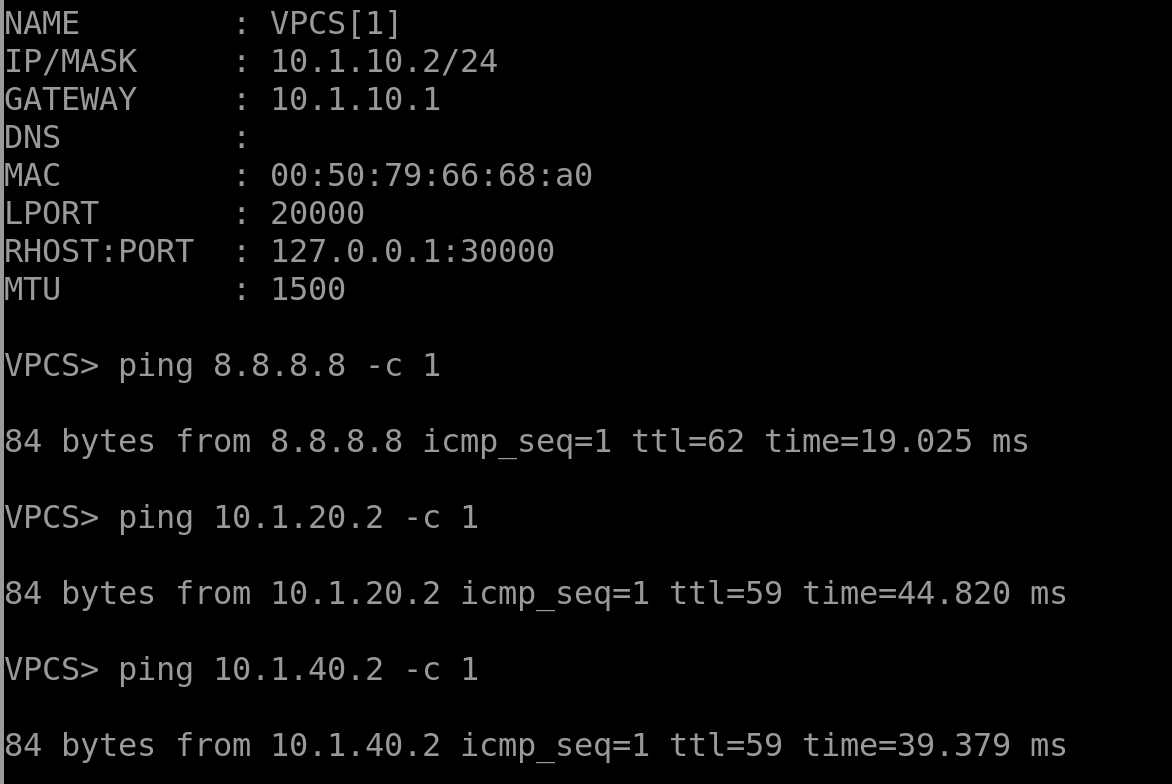 NAME        : VPCS[1]
IP/MASK     : 10.1.10.2/24
GATEWAY     : 10.1.10.1
DNS         :
MAC         : 00:50:79:66:68:a0
LPORT       : 20000
RHOST:PORT  : 127.0.0.1:30000
MTU         : 1500
VPCS> ping 8.8.8.8 -c 1
84 bytes from 8.8.8.8 icmp_seq=1 ttl=62 time=19.025 ms
VPCS> ping 10.1.20.2 -c 1
84 bytes from 10.1.20.2 icmp_seq=1 ttl=59 time=44.820 ms
VPCS> ping 10.1.40.2 -c 1
84 bytes from 10.1.40.2 icmp_seq=1 ttl=59 time=39.379 ms